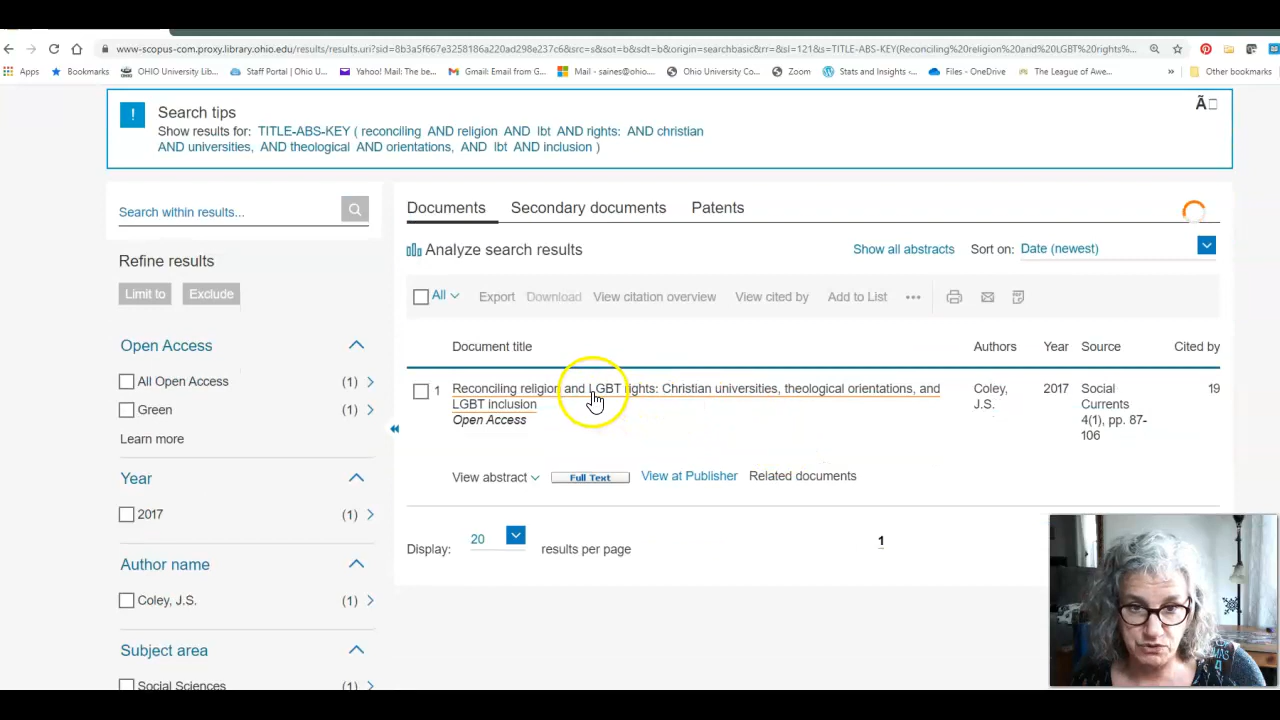 www-scopus-com.proxy.library.ohio.edu/results/results.uri?sid=8b3a5f667e3258186a220ad298e237c6&src=s&sot=b&sdt=b&origin=searchbasic&rr=&sl=121&s=TITLE-ABS-KEY(Reconciling%20religion%20and%20LGBT%20rights%...
Apps Bookmarks OHIO University Lib... Staff Portal | Ohio U... Yahoo! Mail: The be... Gmail: Email from G... Mail - saines@ohio.... Ohio University Co... Zoom Stats and Insights -... Files - OneDrive The League of Awe... » Other bookmarks
! Search tips
Show results for: TITLE-ABS-KEY ( reconciling AND religion AND lbt AND rights: AND christian
AND universities, AND theological AND orientations, AND lbt AND inclusion )
Search within results...
Documents Secondary documents Patents
Analyze search results Show all abstracts Sort on: Date (newest)
Refine results
Limit to Exclude
All Export Download View citation overview View cited by Add to List •••
Open Access
All Open Access (1)
Green (1)
Learn more
Year
2017 (1)
Author name
Coley, J.S. (1)
Subject area
Social Sciences (1)
Document title Authors Year Source Cited by
1 Reconciling religion and LGBT rights: Christian universities, theological orientations, and Coley, 2017 Social 19
LGBT inclusion J.S. Currents
Open Access 4(1), pp. 87-
106
View abstract Full Text View at Publisher Related documents
Display: 20 results per page 1